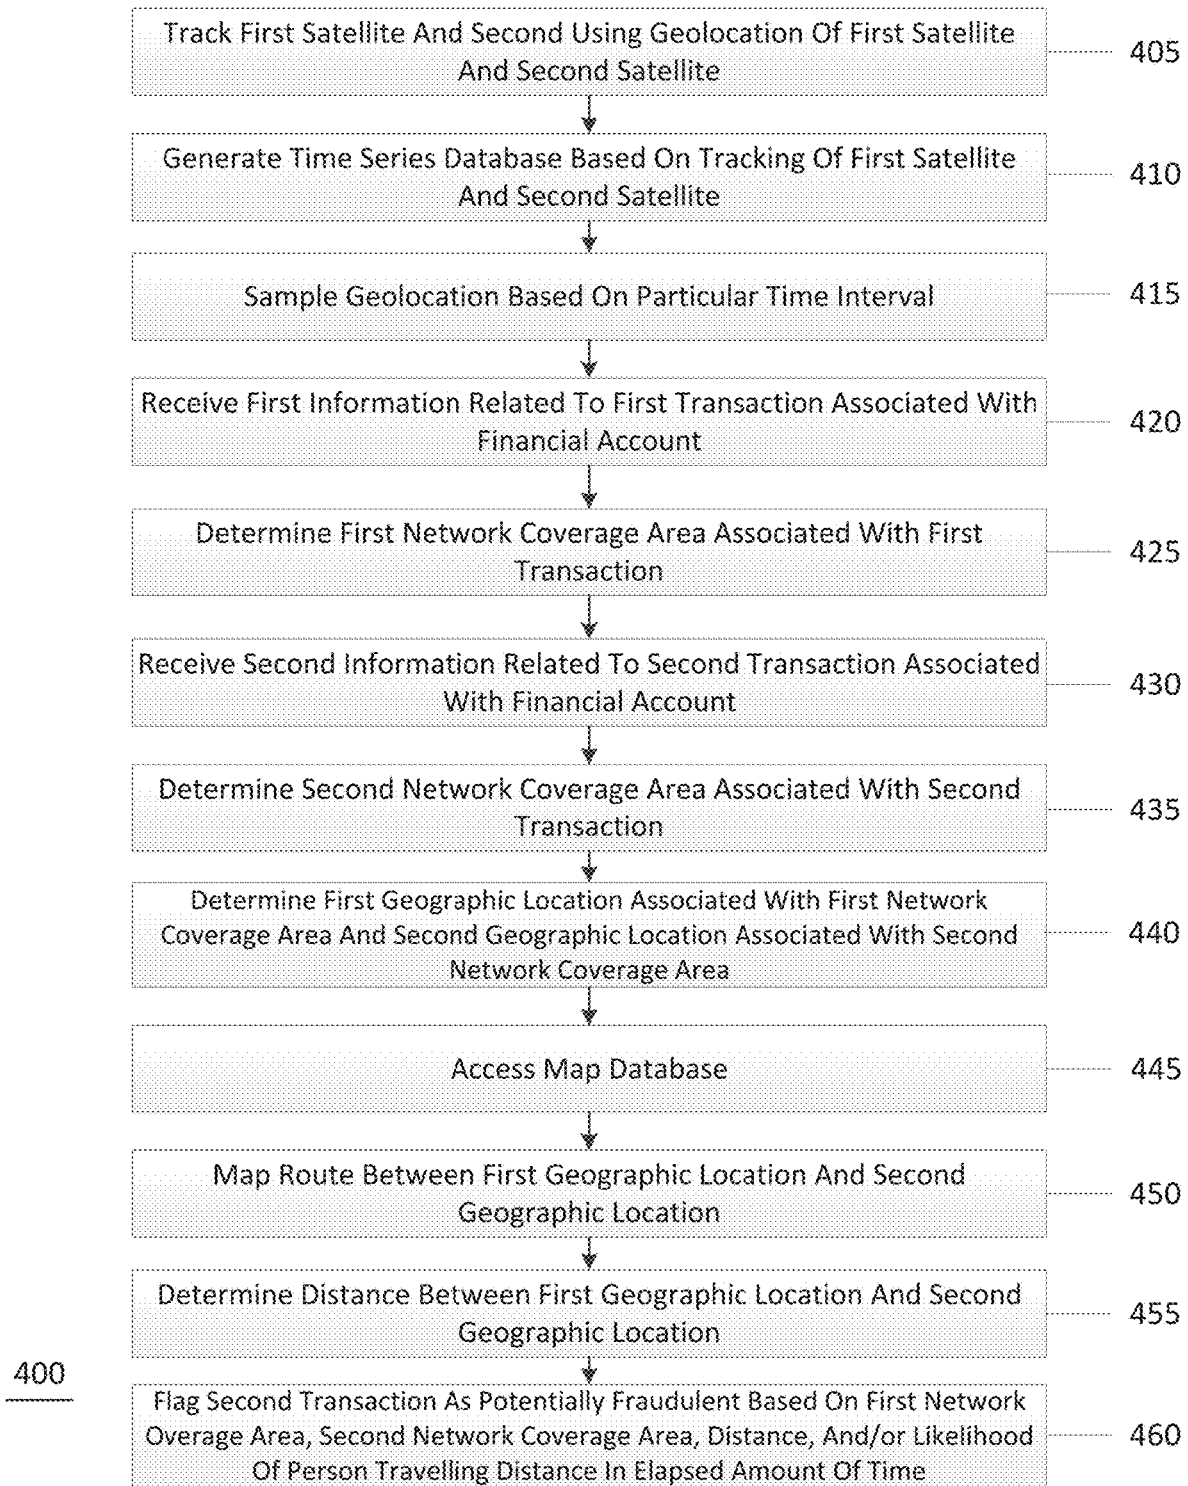 Track First Satellite And Second Using Geolocation Of First Satellite
And Second Satellite
405
Generate Time Series Database Based On Tracking Of First Satellite
And Second Satellite
410
Sample Geolocation Based On Particular Time Interval
415
Receive First Information Related To First Transaction Associated With
Financial Account
420
Determine First Network Coverage Area Associated With First
Transaction
425
Receive Second Information Related To Second Transaction Associated
With Financial Account
430
Determine Second Network Coverage Area Associated With Second
Transaction
435
Determine First Geographic Location Associated With First Network
Coverage Area And Second Geographic Location Associated With Second
Network Coverage Area
440
Access Map Database
445
Map Route Between First Geographic Location And Second
Geographic Location
450
Determine Distance Between First Geographic Location And Second
Geographic Location
455
400
Flag Second Transaction As Potentially Fraudulent Based On First Network
Overage Area, Second Network Coverage Area, Distance, And/or Likelihood
Of Person Travelling Distance In Elapsed Amount Of Time
460